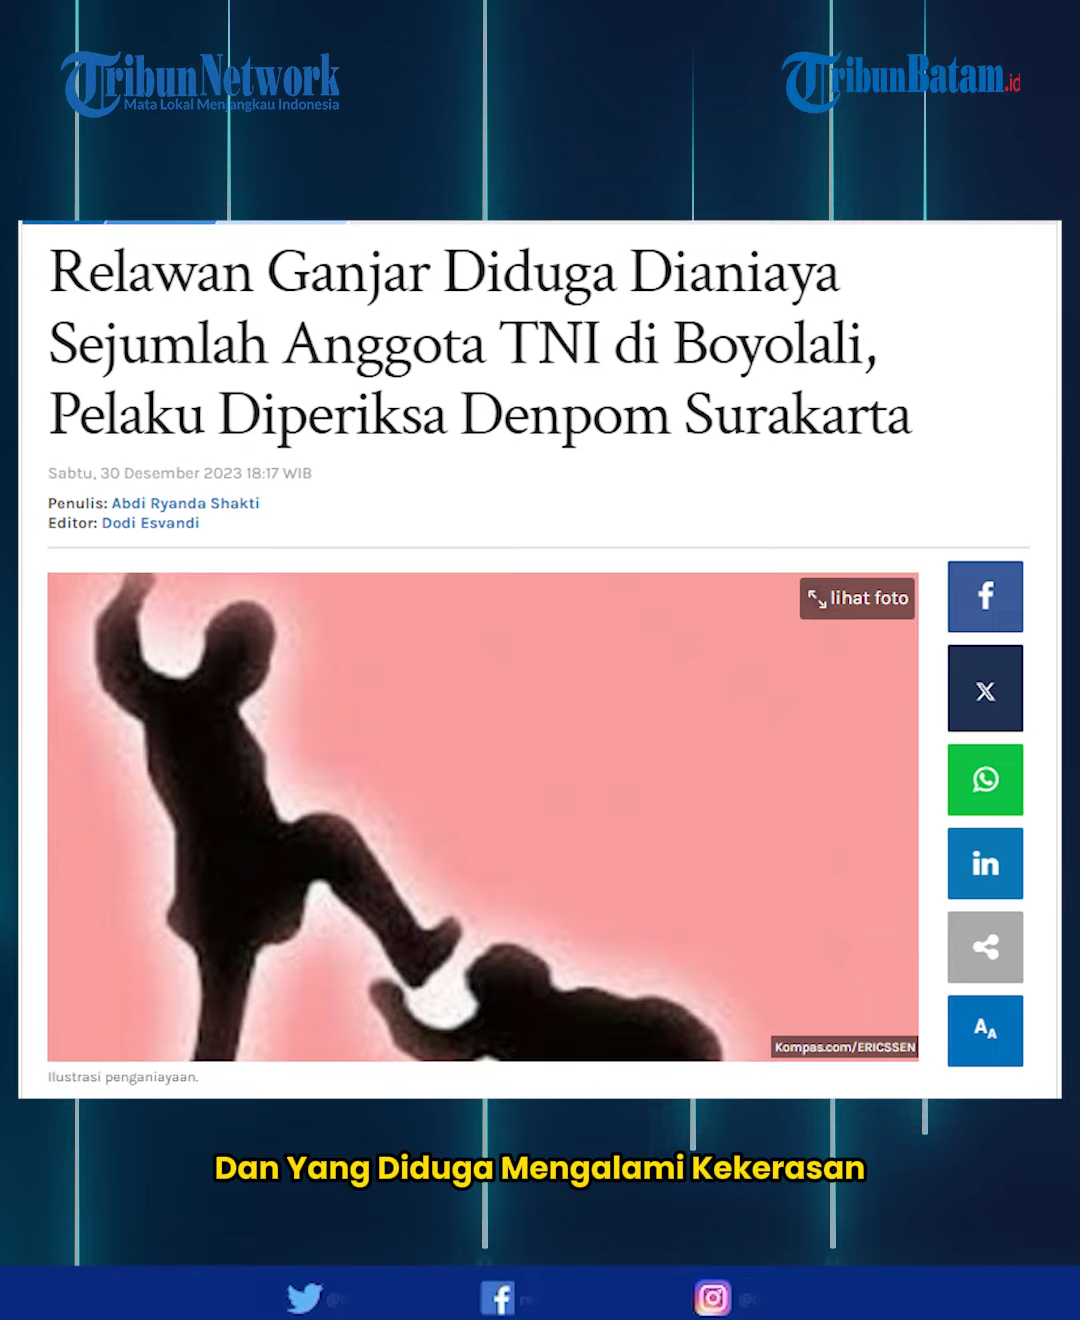 TribunNetwork
Mata Lokal Menjangkau Indonesia
TribunBatam.id
Relawan Ganjar Diduga Dianiaya
Sejumlah Anggota TNI di Boyolali,
Pelaku Diperiksa Denpom Surakarta
Sabtu, 30 Desember 2023 18:17 WIB
Penulis: Abdi Ryanda Shakti
Editor: Dodi Esvandi
lihat foto
Kompas.com/ERICSSEN
Ilustrasi penganiayaan.
Dan Yang Diduga Mengalami Kekerasan